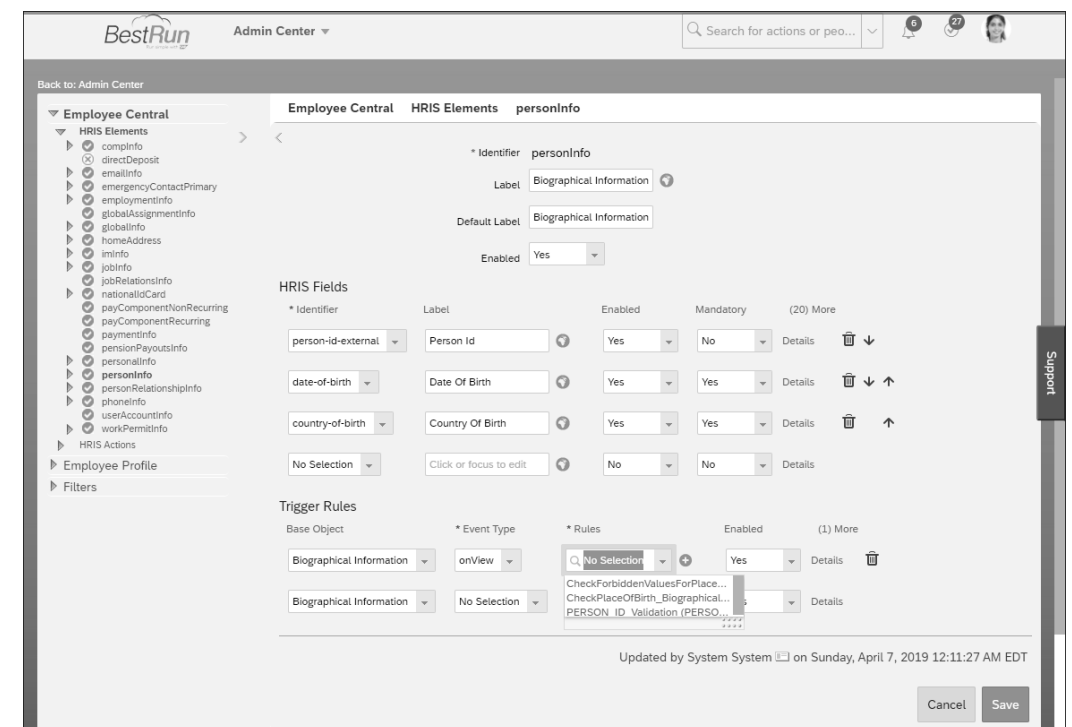 BestRun
Admin Center
Search for actions or peo...
6
27
Back to: Admin Center
Employee Central
HRIS Elements
compInfo
directDeposit
emailInfo
emergencyContactPrimary
employmentInfo
globalAssignmentInfo
globalInfo
homeAddress
imInfo
jobInfo
jobRelationsInfo
nationalIdCard
payComponentNonRecurring
payComponentRecurring
paymentInfo
pensionPayoutsInfo
personalInfo
personInfo
personRelationshipInfo
phoneInfo
userAccountInfo
workPermitInfo
HRIS Actions
Employee Profile
Filters
Employee Central HRIS Elements personInfo
* Identifier personInfo
Label Biographical Information
Default Label Biographical Information
Enabled Yes
HRIS Fields
* Identifier Label Enabled Mandatory (20) More
person-id-external Person Id Yes No Details
date-of-birth Date Of Birth Yes Yes Details
country-of-birth Country Of Birth Yes Yes Details
No Selection Click or focus to edit No No Details
Trigger Rules
Base Object * Event Type * Rules Enabled (1) More
Biographical Information onView No Selection Yes Details
CheckForbiddenValuesForPlace...
CheckPlaceOfBirth_Biographical...
PERSON_ID_Validation (PERSO...
Biographical Information No Selection s Details
Updated by System System on Sunday, April 7, 2019 12:11:27 AM EDT
Cancel Save
Support